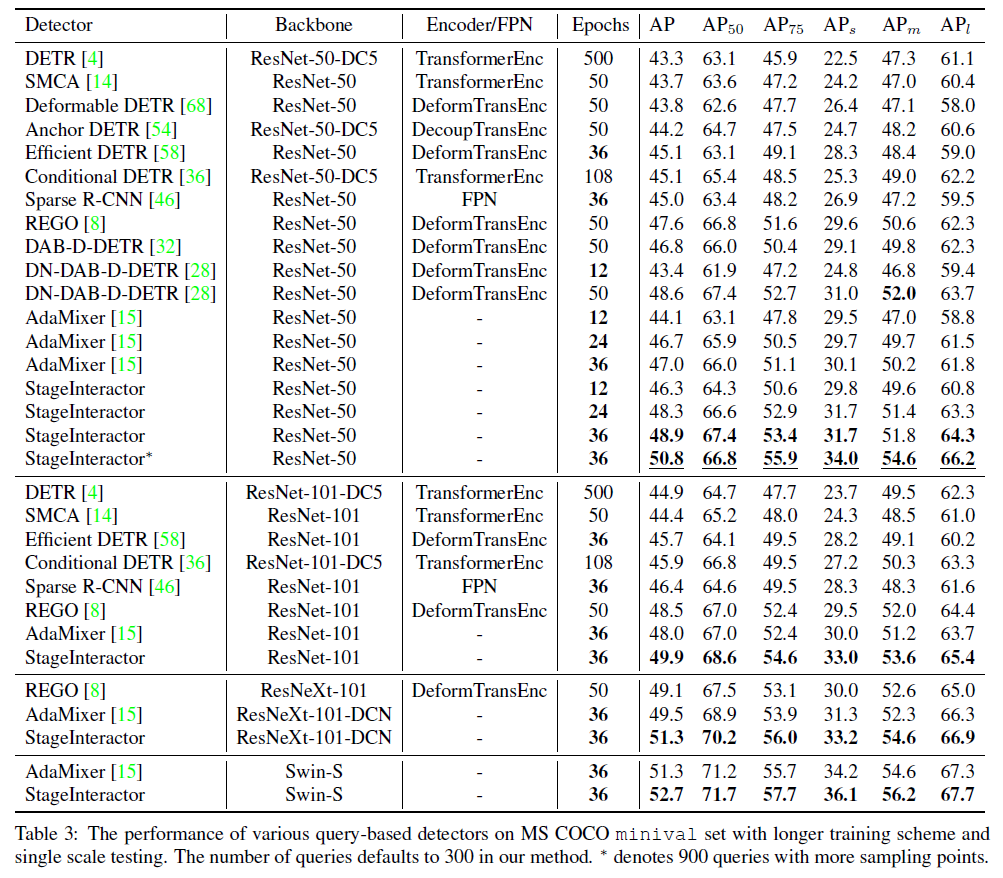 Detector Backbone Encoder/FPN Epochs AP AP50 AP75 APs APm APl
DETR [4] ResNet-50-DC5 TransformerEnc 500 43.3 63.1 45.9 22.5 47.3 61.1
SMCA [14] ResNet-50 TransformerEnc 50 43.7 63.6 47.2 24.2 47.0 60.4
Deformable DETR [68] ResNet-50 DeformTransEnc 50 43.8 62.6 47.7 26.4 47.1 58.0
Anchor DETR [54] ResNet-50-DC5 DecoupTransEnc 50 44.2 64.7 47.5 24.7 48.2 60.6
Efficient DETR [58] ResNet-50 DeformTransEnc 36 45.1 63.1 49.1 28.3 48.4 59.0
Conditional DETR [36] ResNet-50-DC5 TransformerEnc 108 45.1 65.4 48.5 25.3 49.0 62.2
Sparse R-CNN [46] ResNet-50 FPN 36 45.0 63.4 48.2 26.9 47.2 59.5
REGO [8] ResNet-50 DeformTransEnc 50 47.6 66.8 51.6 29.6 50.6 62.3
DAB-D-DETR [32] ResNet-50 DeformTransEnc 50 46.8 66.0 50.4 29.1 49.8 62.3
DN-DAB-D-DETR [28] ResNet-50 DeformTransEnc 12 43.4 61.9 47.2 24.8 46.8 59.4
DN-DAB-D-DETR [28] ResNet-50 DeformTransEnc 50 48.6 67.4 52.7 31.0 52.0 63.7
AdaMixer [15] ResNet-50 - 12 44.1 63.1 47.8 29.5 47.0 58.8
AdaMixer [15] ResNet-50 - 24 46.7 65.9 50.5 29.7 49.7 61.5
AdaMixer [15] ResNet-50 - 36 47.0 66.0 51.1 30.1 50.2 61.8
StageInteractor ResNet-50 - 12 46.3 64.3 50.6 29.8 49.6 60.8
StageInteractor ResNet-50 - 24 48.3 66.6 52.9 31.7 51.4 63.3
StageInteractor ResNet-50 - 36 48.9 67.4 53.4 31.7 51.8 64.3
StageInteractor* ResNet-50 - 36 50.8 66.8 55.9 34.0 54.6 66.2
DETR [4] ResNet-101-DC5 TransformerEnc 500 44.9 64.7 47.7 23.7 49.5 62.3
SMCA [14] ResNet-101 TransformerEnc 50 44.4 65.2 48.0 24.3 48.5 61.0
Efficient DETR [58] ResNet-101 DeformTransEnc 36 45.7 64.1 49.5 28.2 49.1 60.2
Conditional DETR [36] ResNet-101-DC5 TransformerEnc 108 45.9 66.8 49.5 27.2 50.3 63.3
Sparse R-CNN [46] ResNet-101 FPN 36 46.4 64.6 49.5 28.3 48.3 61.6
REGO [8] ResNet-101 DeformTransEnc 50 48.5 67.0 52.4 29.5 52.0 64.4
AdaMixer [15] ResNet-101 - 36 48.0 67.0 52.4 30.0 51.2 63.7
StageInteractor ResNet-101 - 36 49.9 68.6 54.6 33.0 53.6 65.4
REGO [8] ResNeXt-101 DeformTransEnc 50 49.1 67.5 53.1 30.0 52.6 65.0
AdaMixer [15] ResNeXt-101-DCN - 36 49.5 68.9 53.9 31.3 52.3 66.3
StageInteractor ResNeXt-101-DCN - 36 51.3 70.2 56.0 33.2 54.6 66.9
AdaMixer [15] Swin-S - 36 51.3 71.2 55.7 34.2 54.6 67.3
StageInteractor Swin-S - 36 52.7 71.7 57.7 36.1 56.2 67.7
Table 3: The performance of various query-based detectors on MS COCO minival set with longer training scheme and
single scale testing. The number of queries defaults to 300 in our method. * denotes 900 queries with more sampling points.